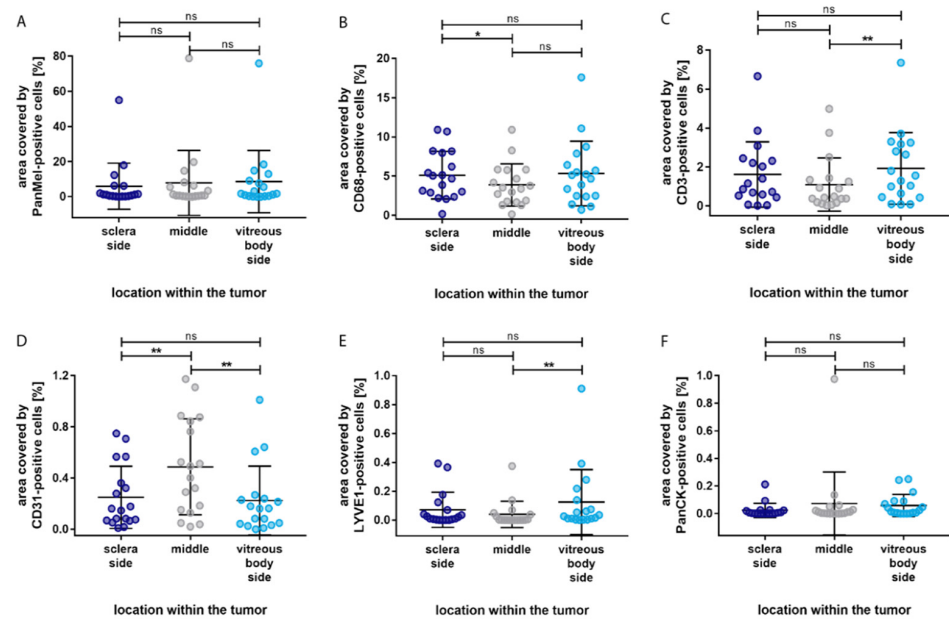 A
ns
ns
ns
area covered by
PanMel-positive cells [%]
80
60
40
20
0
sclera
side
middle
vitreous
body
side
location within the tumor
B
ns
*
ns
area covered by
CD68-positive cells [%]
20
15
10
5
0
sclera
side
middle
vitreous
body
side
location within the tumor
C
ns
ns
**
area covered by
CD3-positive cells [%]
8
6
4
2
0
sclera
side
middle
vitreous
body
side
location within the tumor
D
ns
**
**
area covered by
CD31-positive cells [%]
1.2
0.8
0.4
0.0
sclera
side
middle
vitreous
body
side
location within the tumor
E
ns
ns
**
area covered by
LYVE1-positive cells [%]
1.0
0.8
0.6
0.4
0.2
0.0
sclera
side
middle
vitreous
body
side
location within the tumor
F
ns
ns
ns
area covered by
PanCK-positive cells [%]
1.0
0.8
0.6
0.4
0.2
0.0
sclera
side
middle
vitreous
body
side
location within the tumor